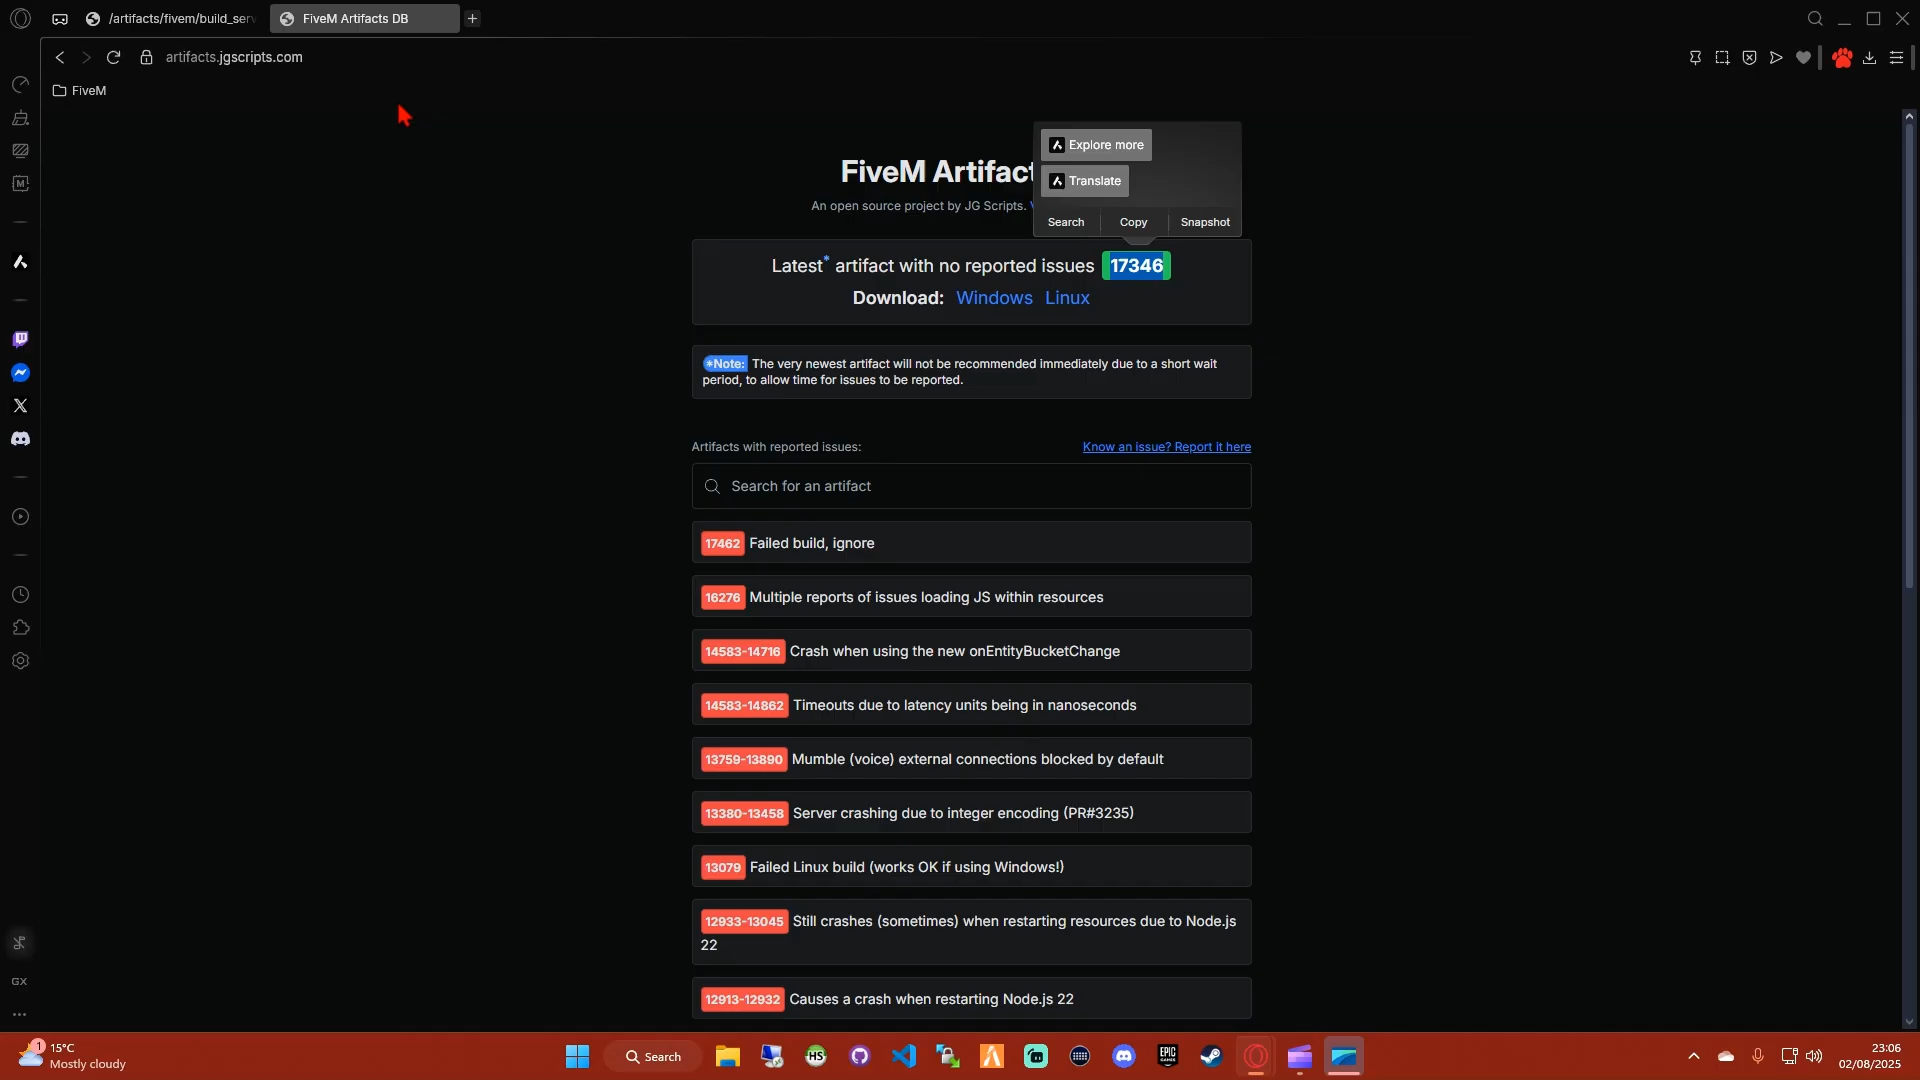 /artifacts/fivem/build_serv
FiveM Artifacts DB
artifacts.jgscripts.com
FiveM
Explore more
Translate
Search
Copy
Snapshot
FiveM Artifact
An open source project by JG Scripts.
Latest* artifact with no reported issues 17346
Download: Windows Linux
*Note: The very newest artifact will not be recommended immediately due to a short wait
period, to allow time for issues to be reported.
Artifacts with reported issues:
Know an issue? Report it here
Search for an artifact
17462 Failed build, ignore
16276 Multiple reports of issues loading JS within resources
14583-14716 Crash when using the new onEntityBucketChange
14583-14862 Timeouts due to latency units being in nanoseconds
13759-13890 Mumble (voice) external connections blocked by default
13380-13458 Server crashing due to integer encoding (PR#3235)
13079 Failed Linux build (works OK if using Windows!)
12933-13045 Still crashes (sometimes) when restarting resources due to Node.js
22
12913-12932 Causes a crash when restarting Node.js 22
GX
1
15°C
Mostly cloudy
Search
HS
EPIC
GAMES
23:06
02/08/2025